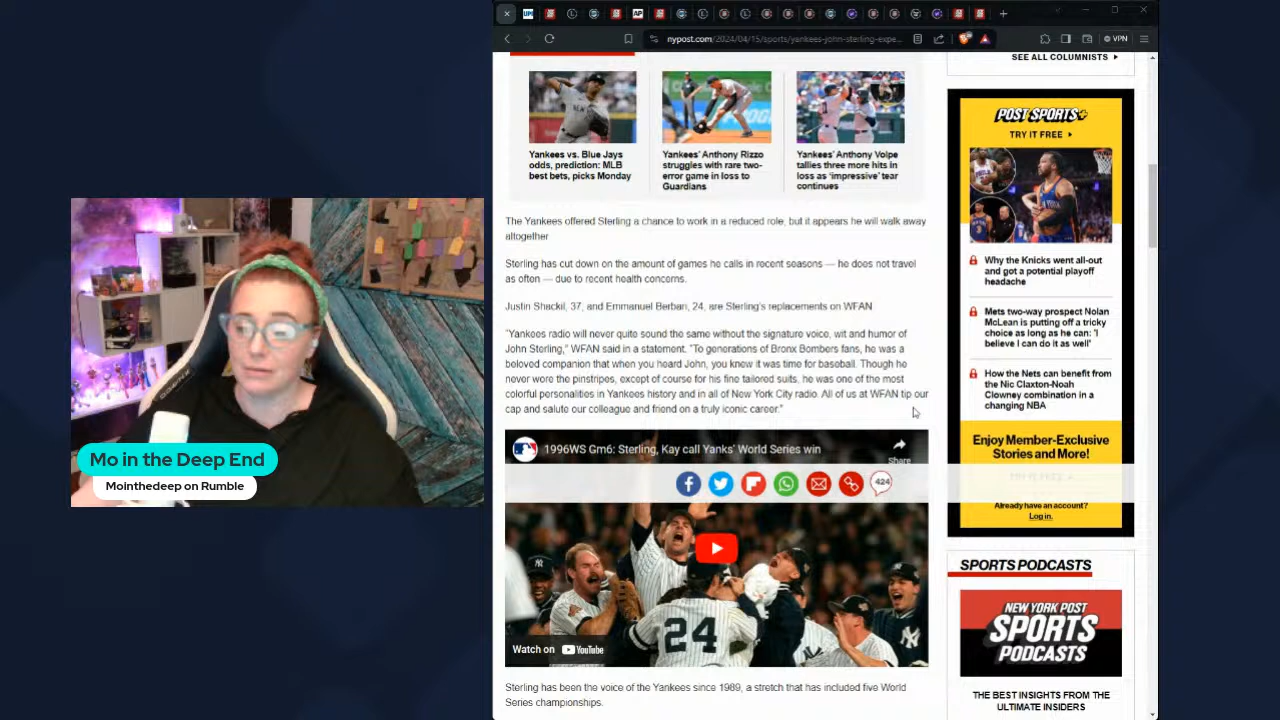 nypost.com/2024/04/15/sports/yankees-john-sterling-expe...
VPN
SEE ALL COLUMNISTS
Yankees vs. Blue Jays
odds, prediction: MLB
best bets, picks Monday
Yankees' Anthony Rizzo
struggles with rare two-
error game in loss to
Guardians
Yankees' Anthony Volpe
tallies three more hits in
loss as 'impressive' tear
continues
The Yankees offered Sterling a chance to work in a reduced role, but it appears he will walk away
altogether
Sterling has cut down on the amount of games he calls in recent seasons — he does not travel
as often — due to recent health concerns.
Justin Shackil, 37, and Emmanuel Berbari, 24, are Sterling's replacements on WFAN
"Yankees radio will never quite sound the same without the signature voice, wit and humor of
John Sterling," WFAN said in a statement. "To generations of Bronx Bombers fans, he was a
beloved companion that when you heard John, you knew it was time for baseball. Though he
never wore the pinstripes, except of course for his fine tailored suits, he was one of the most
colorful personalities in Yankees history and in all of New York City radio. All of us at WFAN tip our
cap and salute our colleague and friend on a truly iconic career."
1996WS Gm6: Sterling, Kay call Yanks' World Series win
Share
424
24
Watch on YouTube
Sterling has been the voice of the Yankees since 1989, a stretch that has included five World
Series championships.
POST SPORTS+
TRY IT FREE
Why the Knicks went all-out
and got a potential playoff
headache
Mets two-way prospect Nolan
McLean is putting off a tricky
choice as long as he can: 'I
believe I can do it as well'
How the Nets can benefit from
the Nic Claxton-Noah
Clowney combination in a
changing NBA
Enjoy Member-Exclusive
Stories and More!
TRY IT FREE
Already have an account?
Log in.
SPORTS PODCASTS
NEW YORK POST
SPORTS
PODCASTS
THE BEST INSIGHTS FROM THE
ULTIMATE INSIDERS
Mo in the Deep End
Mointhedeep on Rumble